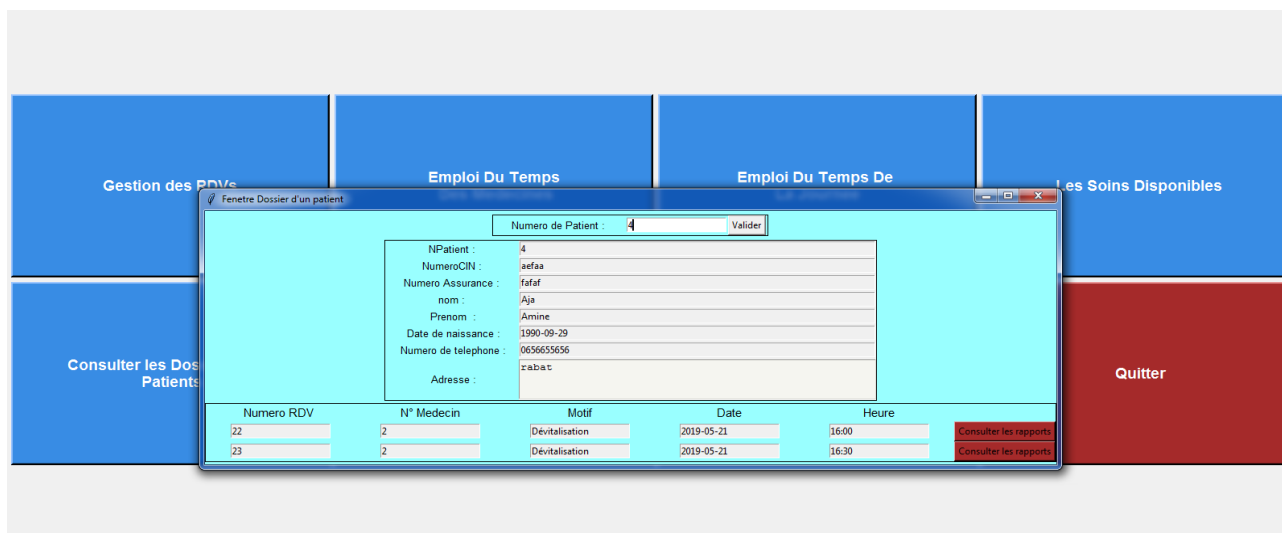 Gestion des RDVs
Emploi Du Temps
Emploi Du Temps De
Les Soins Disponibles
Fenetre Dossier d'un patient
Numero de Patient : 4 Valider
NPatient : 4
NumeroCIN : aefaa
Numero Assurance : fafaf
nom : Aja
Prenom : Amine
Date de naissance : 1990-09-29
Numero de telephone : 0656655656
Adresse : rabat
Consulter les Dos
Patients
Quitter
Numero RDV N° Medecin Motif Date Heure
22 2 Dévitalisation 2019-05-21 16:00 Consulter les rapports
23 2 Dévitalisation 2019-05-21 16:30 Consulter les rapports